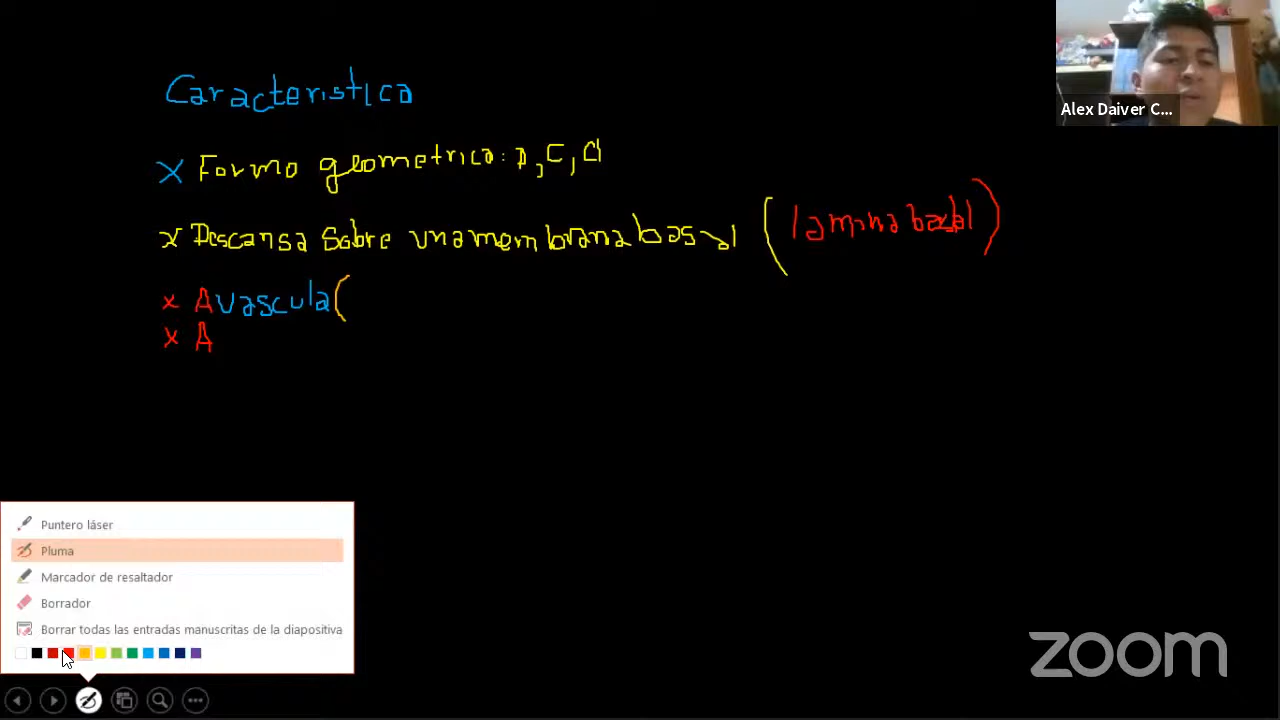 Caracteristica
Alex Daiver C...
x Forma geometrica: D, C, O
x Descansa sobre una membrana basal (lamina basal)
x Avascula(
x A
Puntero láser
Pluma
Marcador de resaltador
Borrador
Borrar todas las entradas manuscritas de la diapositiva
zoom